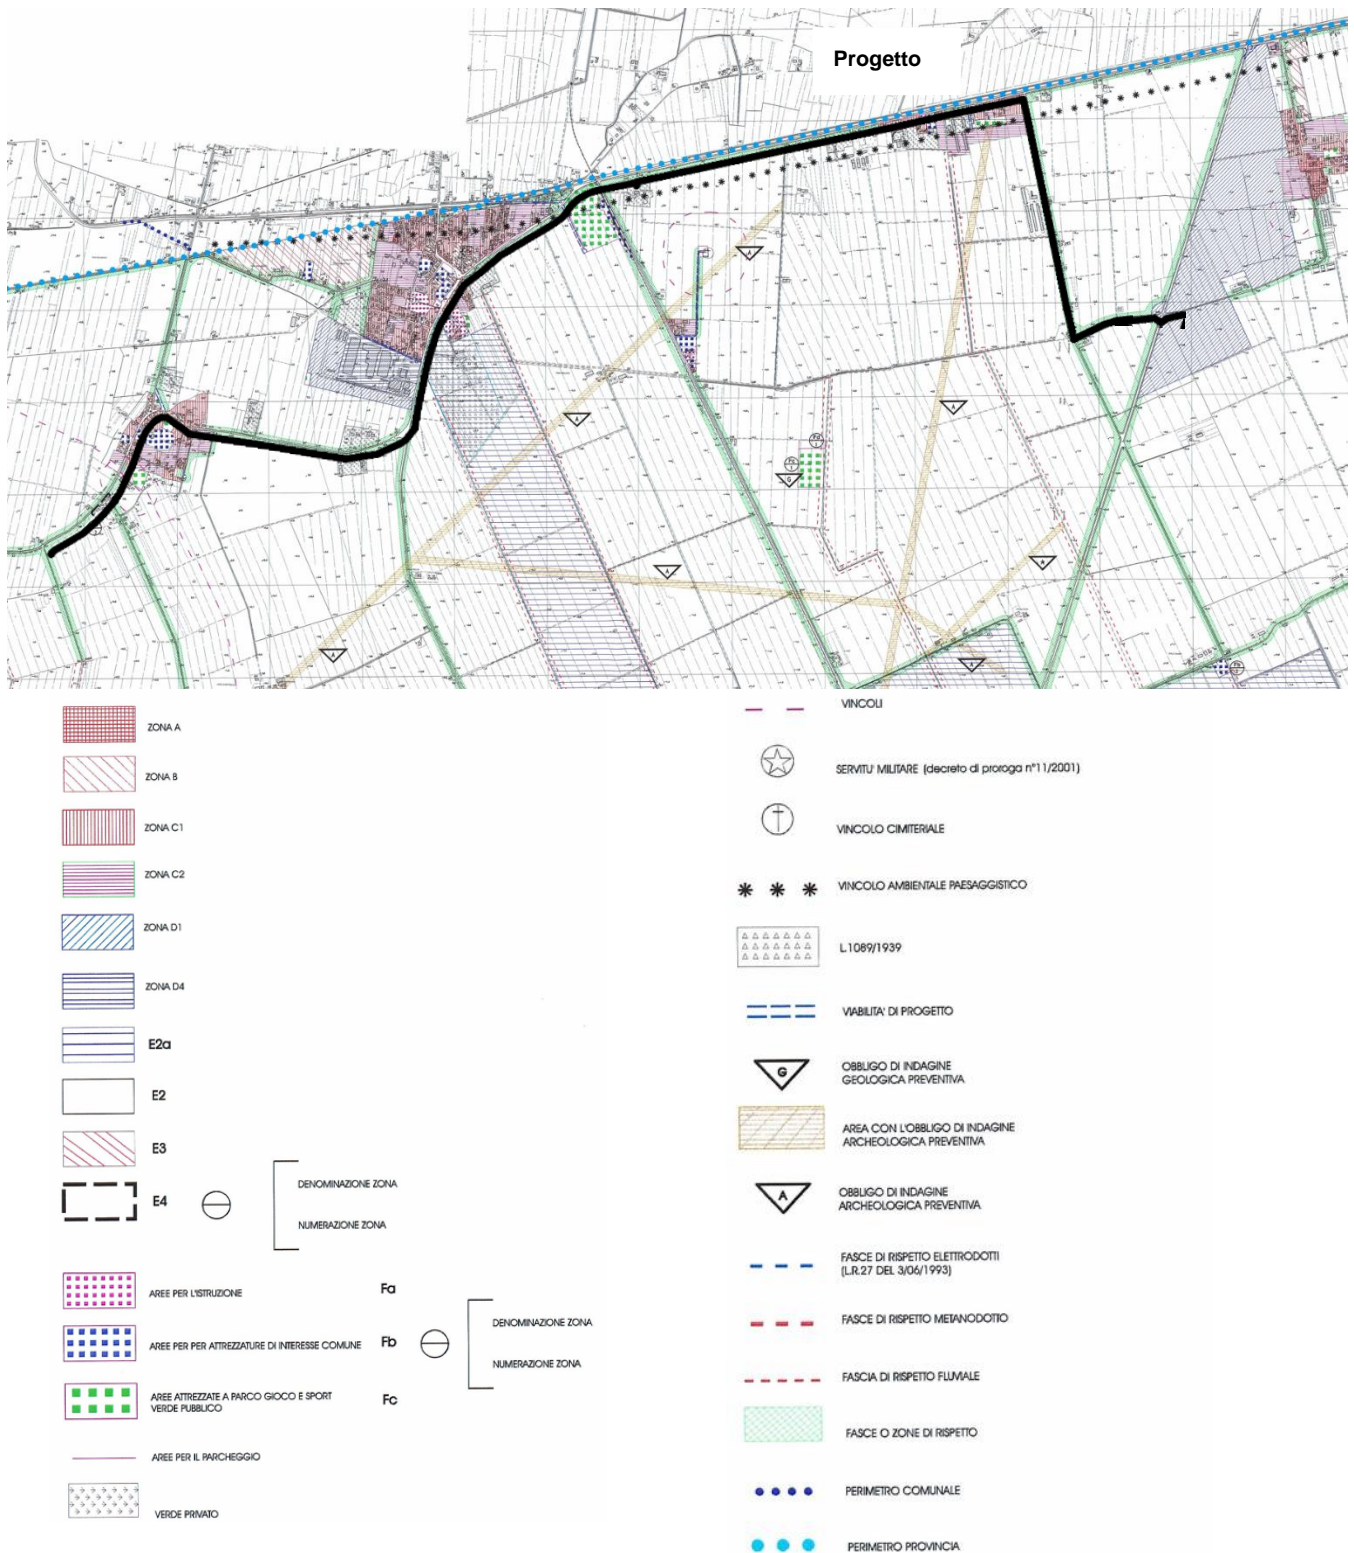 Progetto
ZONA A
ZONA B
ZONA C1
ZONA C2
ZONA D1
ZONA D4
E2a
E2
E3
E4
DENOMINAZIONE ZONA
NUMERAZIONE ZONA
AREE PER L'ISTRUZIONE
Fa
AREE PER PER ATTREZZATURE DI INTERESSE COMUNE
Fb
DENOMINAZIONE ZONA
NUMERAZIONE ZONA
AREE ATTREZZATE A PARCO GIOCO E SPORT
VERDE PUBBLICO
Fc
AREE PER IL PARCHEGGIO
VERDE PRIVATO
VINCOLI
SERVITU' MILITARE (decreto di proroga n°11/2001)
VINCOLO CIMITERIALE
VINCOLO AMBIENTALE PAESAGGISTICO
L.1089/1939
VIABILITA' DI PROGETTO
G
OBBLIGO DI INDAGINE
GEOLOGICA PREVENTIVA
AREA CON L'OBBLIGO DI INDAGINE
ARCHEOLOGICA PREVENTIVA
A
OBBLIGO DI INDAGINE
ARCHEOLOGICA PREVENTIVA
FASCE DI RISPETTO ELETTRODOTTI
(L.R.27 DEL 3/06/1993)
FASCE DI RISPETTO METANODOTTO
FASCIA DI RISPETTO FLUVIALE
FASCE O ZONE DI RISPETTO
PERIMETRO COMUNALE
PERIMETRO PROVINCIA